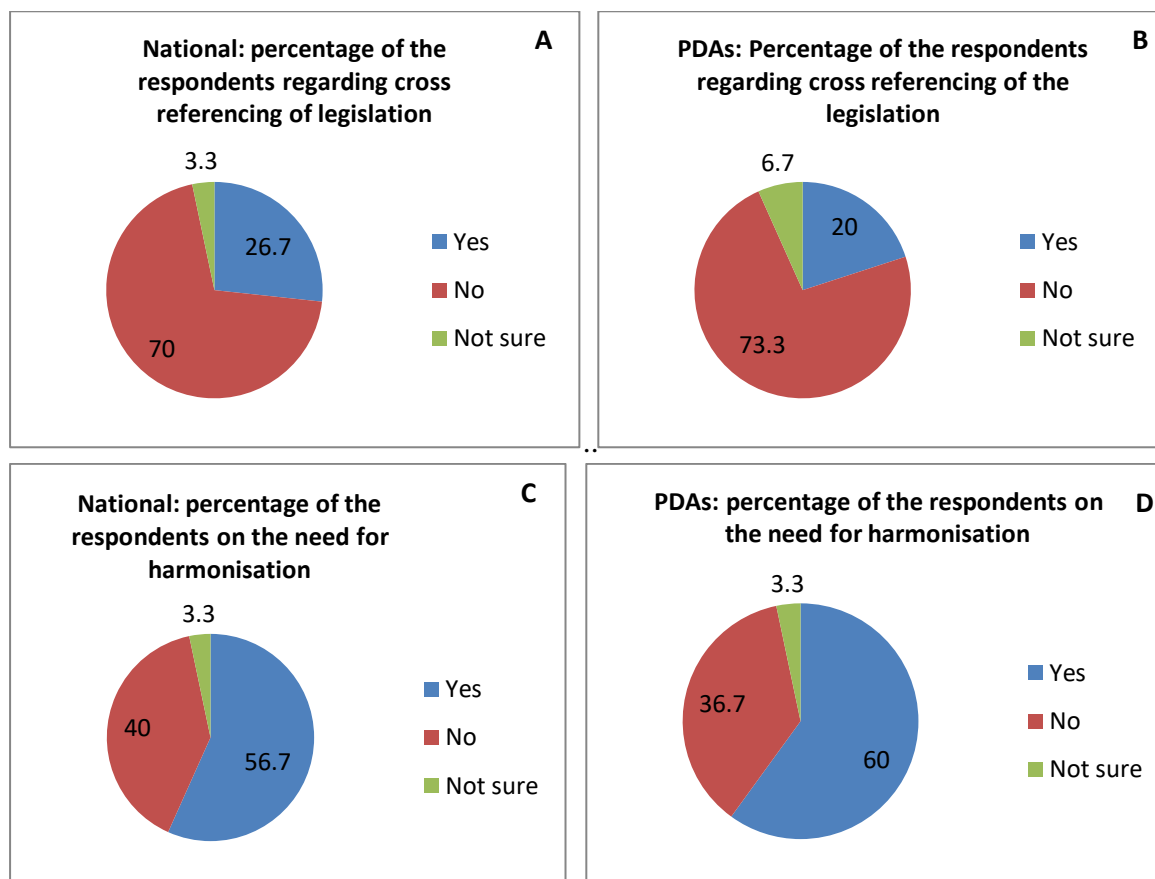 National: percentage of the
respondents regarding cross
referencing of legislation
A
3.3
26.7
70
Yes
No
Not sure
PDAs: Percentage of the respondents
regarding cross referencing of the
legislation
B
6.7
20
73.3
Yes
No
Not sure
..
National: percentage of the
respondents on the need for
harmonisation
C
3.3
40
56.7
Yes
No
Not sure
PDAs: percentage of the respondents on
the need for harmonisation
D
3.3
36.7
60
Yes
No
Not sure